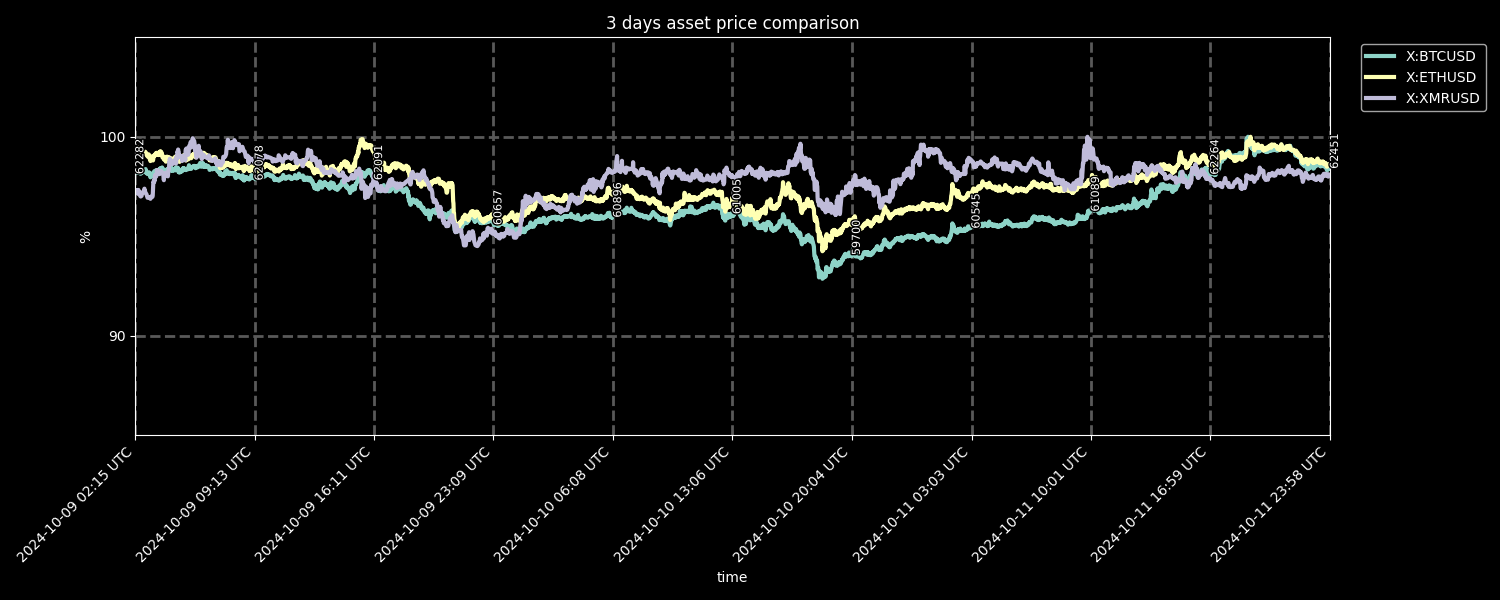 3 days asset price comparison
X:BTCUSD
X:ETHUSD
X:XMRUSD
100
90
%
62282
62078
62091
60657
60896
61005
59700
60545
61089
62264
62451
2024-10-09 02:15 UTC
2024-10-09 09:13 UTC
2024-10-09 16:11 UTC
2024-10-09 23:09 UTC
2024-10-10 06:08 UTC
2024-10-10 13:06 UTC
2024-10-10 20:04 UTC
2024-10-11 03:03 UTC
2024-10-11 10:01 UTC
2024-10-11 16:59 UTC
2024-10-11 23:58 UTC
time